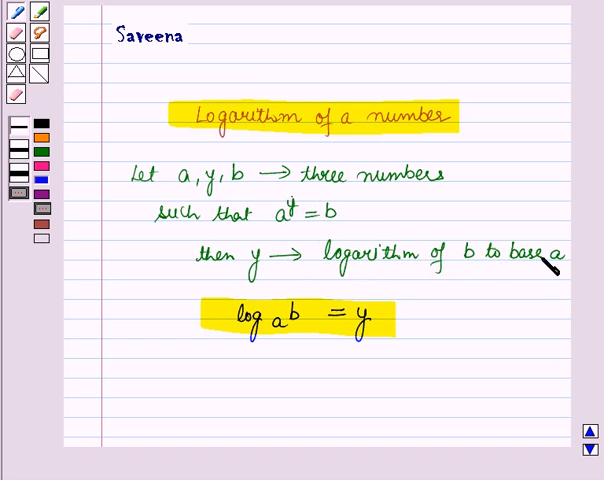 Saveena
Logarithm of a number
Let a, y, b → three numbers
such that a^y = b
then y → logarithm of b to base a
log_a b = y